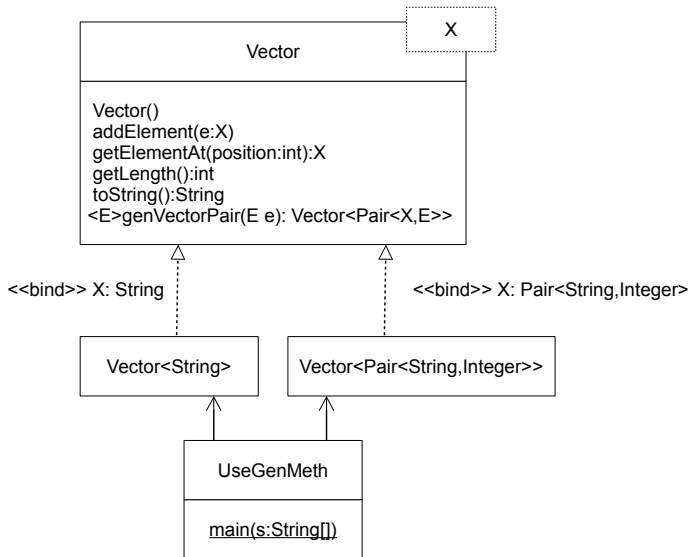 X
Vector
Vector()
addElement(e:X)
getElementAt(position:int):X
getLength():int
toString():String
<E>genVectorPair(E e): Vector<Pair<X,E>>
<<bind>> X: String
<<bind>> X: Pair<String,Integer>
Vector<String>
Vector<Pair<String,Integer>>
UseGenMeth
main(s:String[])